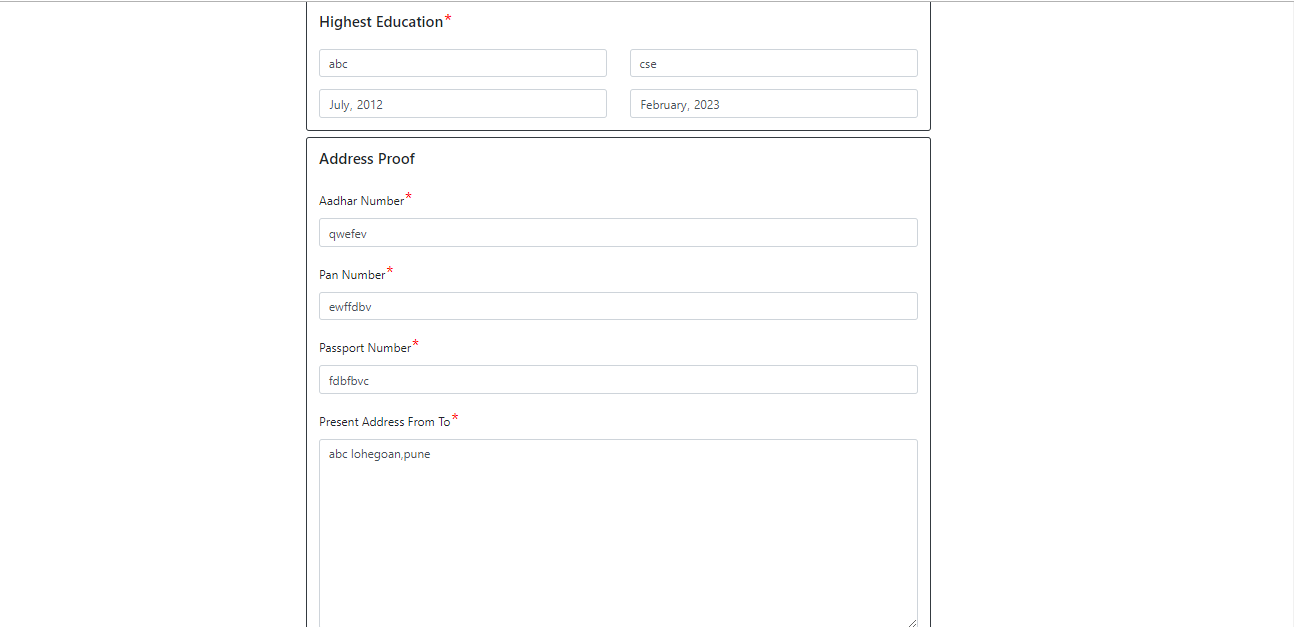 Highest Education*
abc cse
July, 2012 February, 2023
Address Proof
Aadhar Number*
qwefev
Pan Number*
ewffdbv
Passport Number*
fdbfbvc
Present Address From To*
abc lohegoan,pune